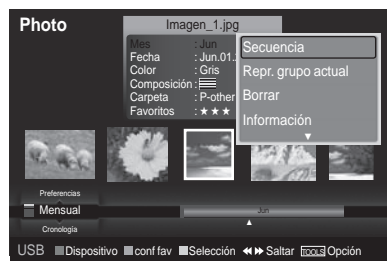 Photo
Imagen_1.jpg
Mes : Jun
Fecha : Jun.01.
Color : Gris
Composición :
Carpeta : P-other
Favoritos : ★ ★ ★
Secuencia
Repr. grupo actual
Borrar
Información
Preferencias
Mensual
Jun
Cronología
USB Dispositivo conf fav Selección Saltar TOOLS Opción